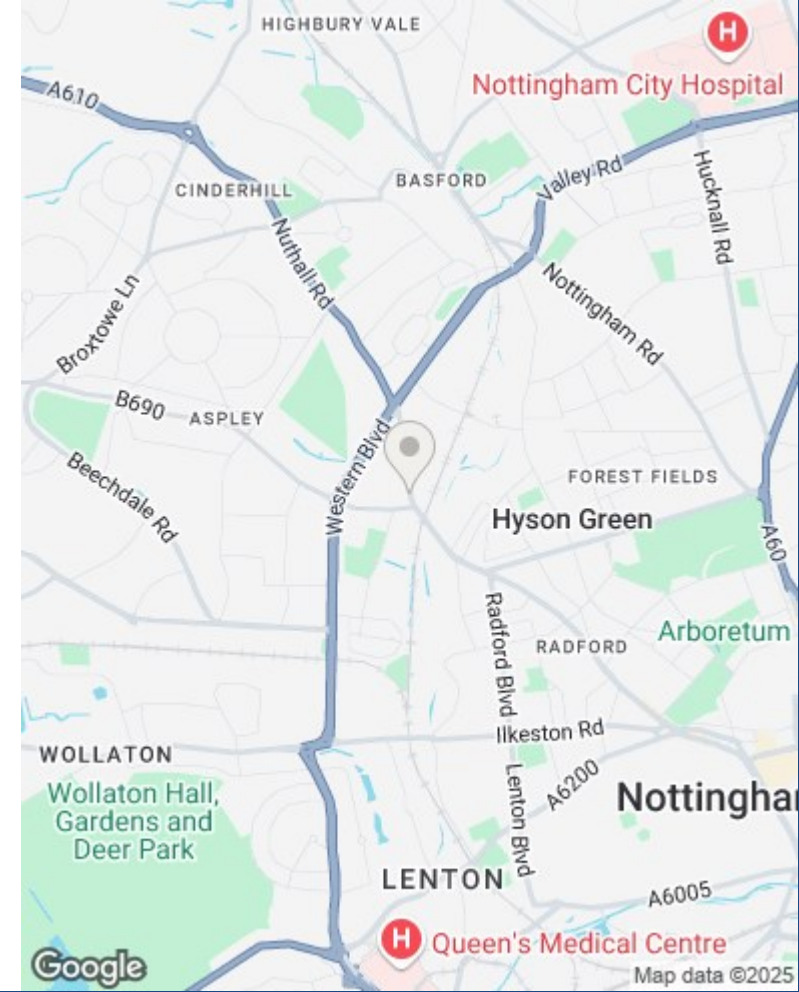 HIGHBURY VALE
H
Nottingham City Hospital
A610
BASFORD
Valley Rd
CINDERHILL
Hucknall Rd
Nuthall Rd
Nottingham Rd
Broxtowe Ln
B690
ASPLEY
Western Blvd
Beechdale Rd
FOREST FIELDS
Hyson Green
A60
Radford Blvd
Arboretum
RADFORD
Ilkeston Rd
WOLLATON
Wollaton Hall,
Gardens and
Deer Park
Lenton Blvd
A6200
Nottingha
LENTON
A6005
H
Queen's Medical Centre
Google
Map data ©2025